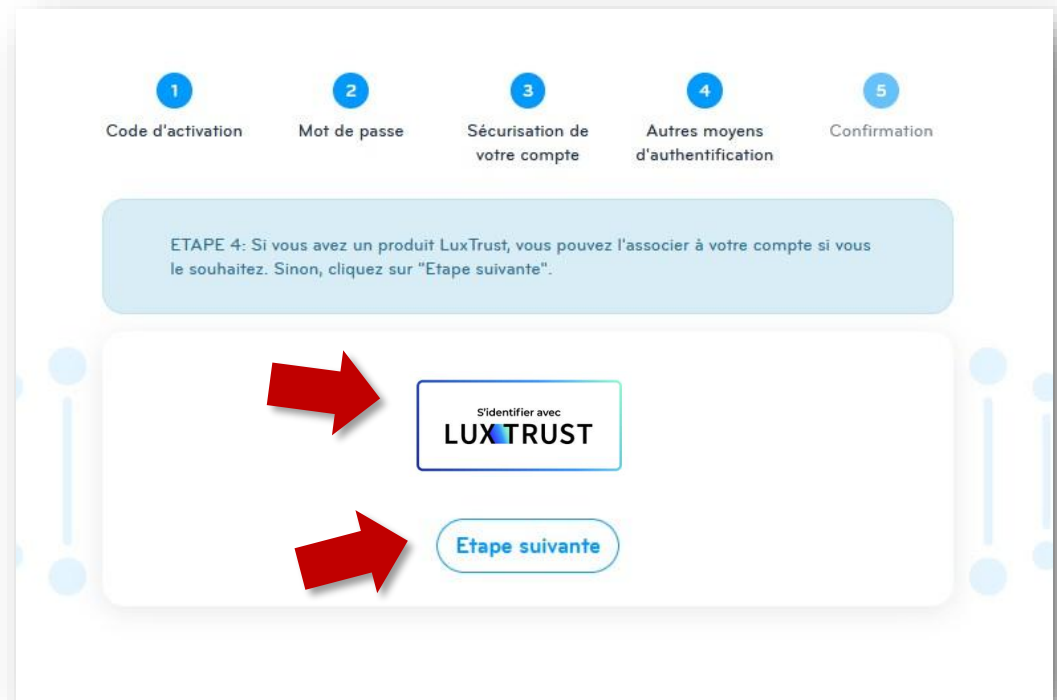 1
2
3
4
5
Code d'activation
Mot de passe
Sécurisation de
votre compte
Autres moyens
d'authentification
Confirmation
ETAPE 4: Si vous avez un produit LuxTrust, vous pouvez l'associer à votre compte si vous
le souhaitez. Sinon, cliquez sur "Etape suivante".
S'identifier avec
LUXTRUST
Etape suivante